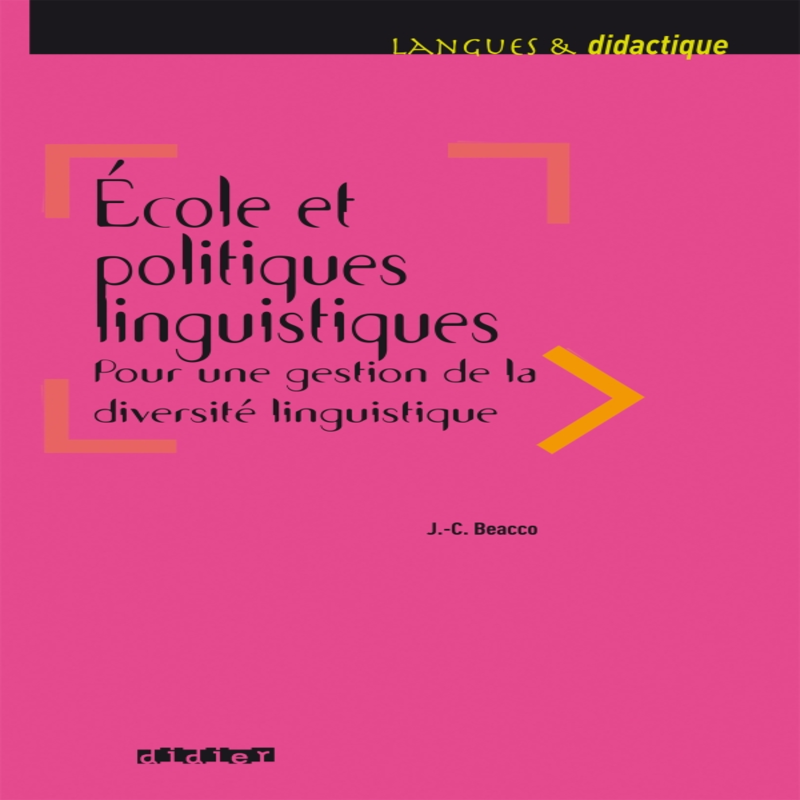 LANGUES & didactique
École et
politiques
linguistiques
Pour une gestion de la
diversité linguistique
J.-C. Beacco
didier